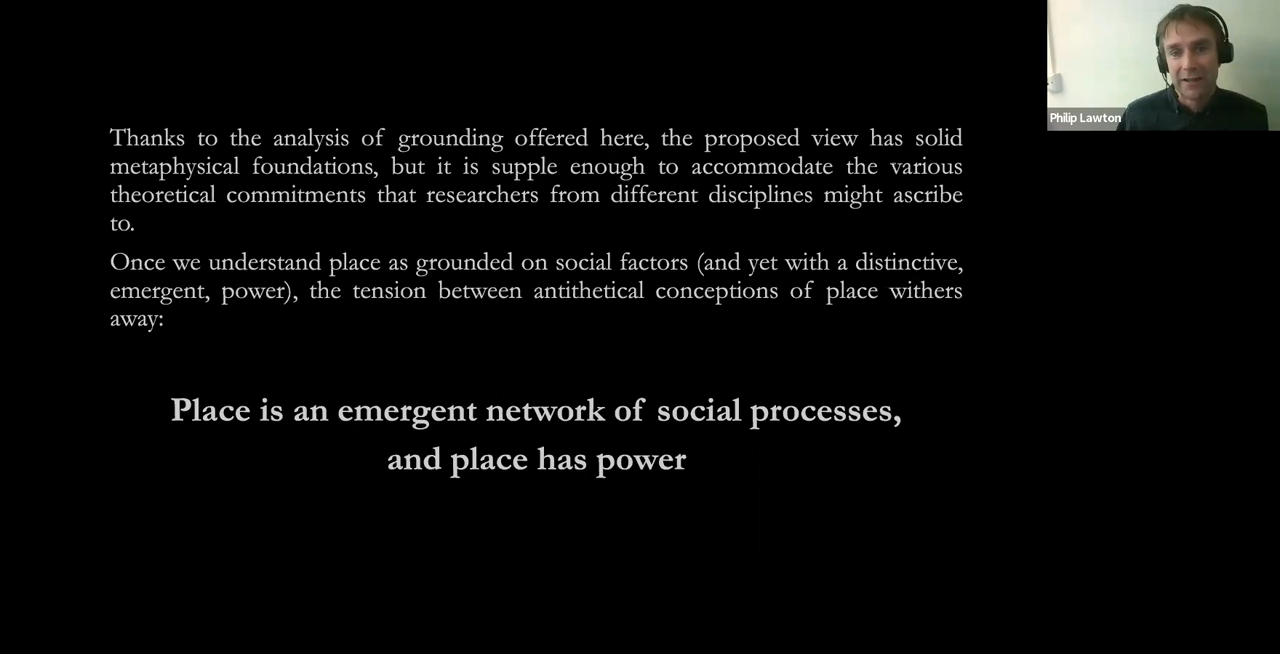 Thanks to the analysis of grounding offered here, the proposed view has solid
metaphysical foundations, but it is supple enough to accommodate the various
theoretical commitments that researchers from different disciplines might ascribe
to.
Once we understand place as grounded on social factors (and yet with a distinctive,
emergent, power), the tension between antithetical conceptions of place withers
away:
Place is an emergent network of social processes,
and place has power
Philip Lawton